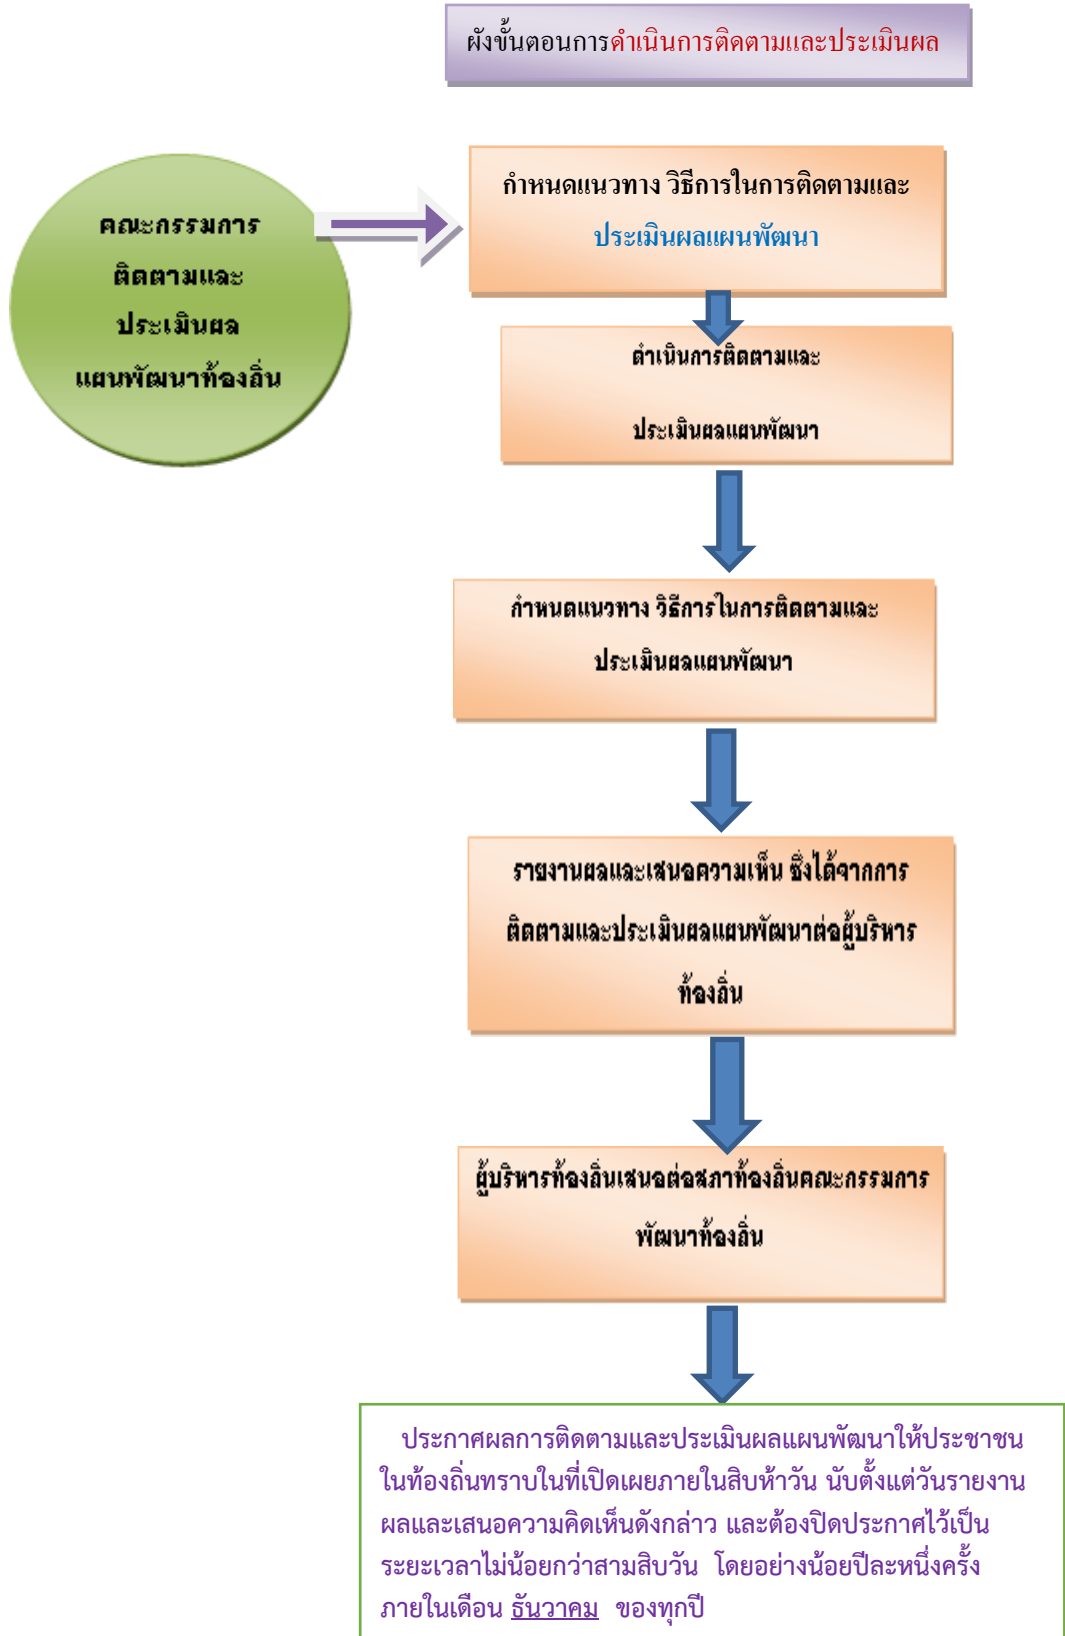 ผังขั้นตอนการดำเนินการติดตามและประเมินผล
คณะกรรมการ
ติดตามและ
ประเมินผล
แผนพัฒนาท้องถิ่น
กำหนดแนวทาง วิธีการในการติดตามและ
ประเมินผลแผนพัฒนา
ดำเนินการติดตามและ
ประเมินผลแผนพัฒนา
กำหนดแนวทาง วิธีการในการติดตามและ
ประเมินผลแผนพัฒนา
รายงานผลและเสนอความเห็น ซึ่งได้จากการ
ติดตามและประเมินผลแผนพัฒนาต่อผู้บริหาร
ท้องถิ่น
ผู้บริหารท้องถิ่นเสนอต่อสภาท้องถิ่นคณะกรรมการ
พัฒนาท้องถิ่น
ประกาศผลการติดตามและประเมินผลแผนพัฒนาให้ประชาชน
ในท้องถิ่นทราบในที่เปิดเผยภายในสิบห้าวัน นับตั้งแต่วันรายงาน
ผลและเสนอความคิดเห็นดังกล่าว และต้องปิดประกาศไว้เป็น
ระยะเวลาไม่น้อยกว่าสามสิบวัน โดยอย่างน้อยปีละหนึ่งครั้ง
ภายในเดือน ธันวาคม ของทุกปี